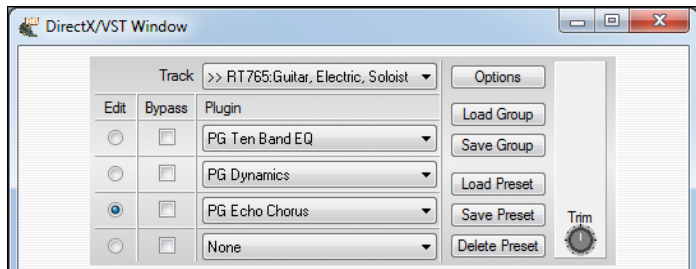 DirectX/VST Window
Track >> RT765:Guitar, Electric, Soloist Options
Edit Bypass Plugin Load Group
PG Ten Band EQ Save Group
PG Dynamics Load Preset
PG Echo Chorus Save Preset Trim
None Delete Preset